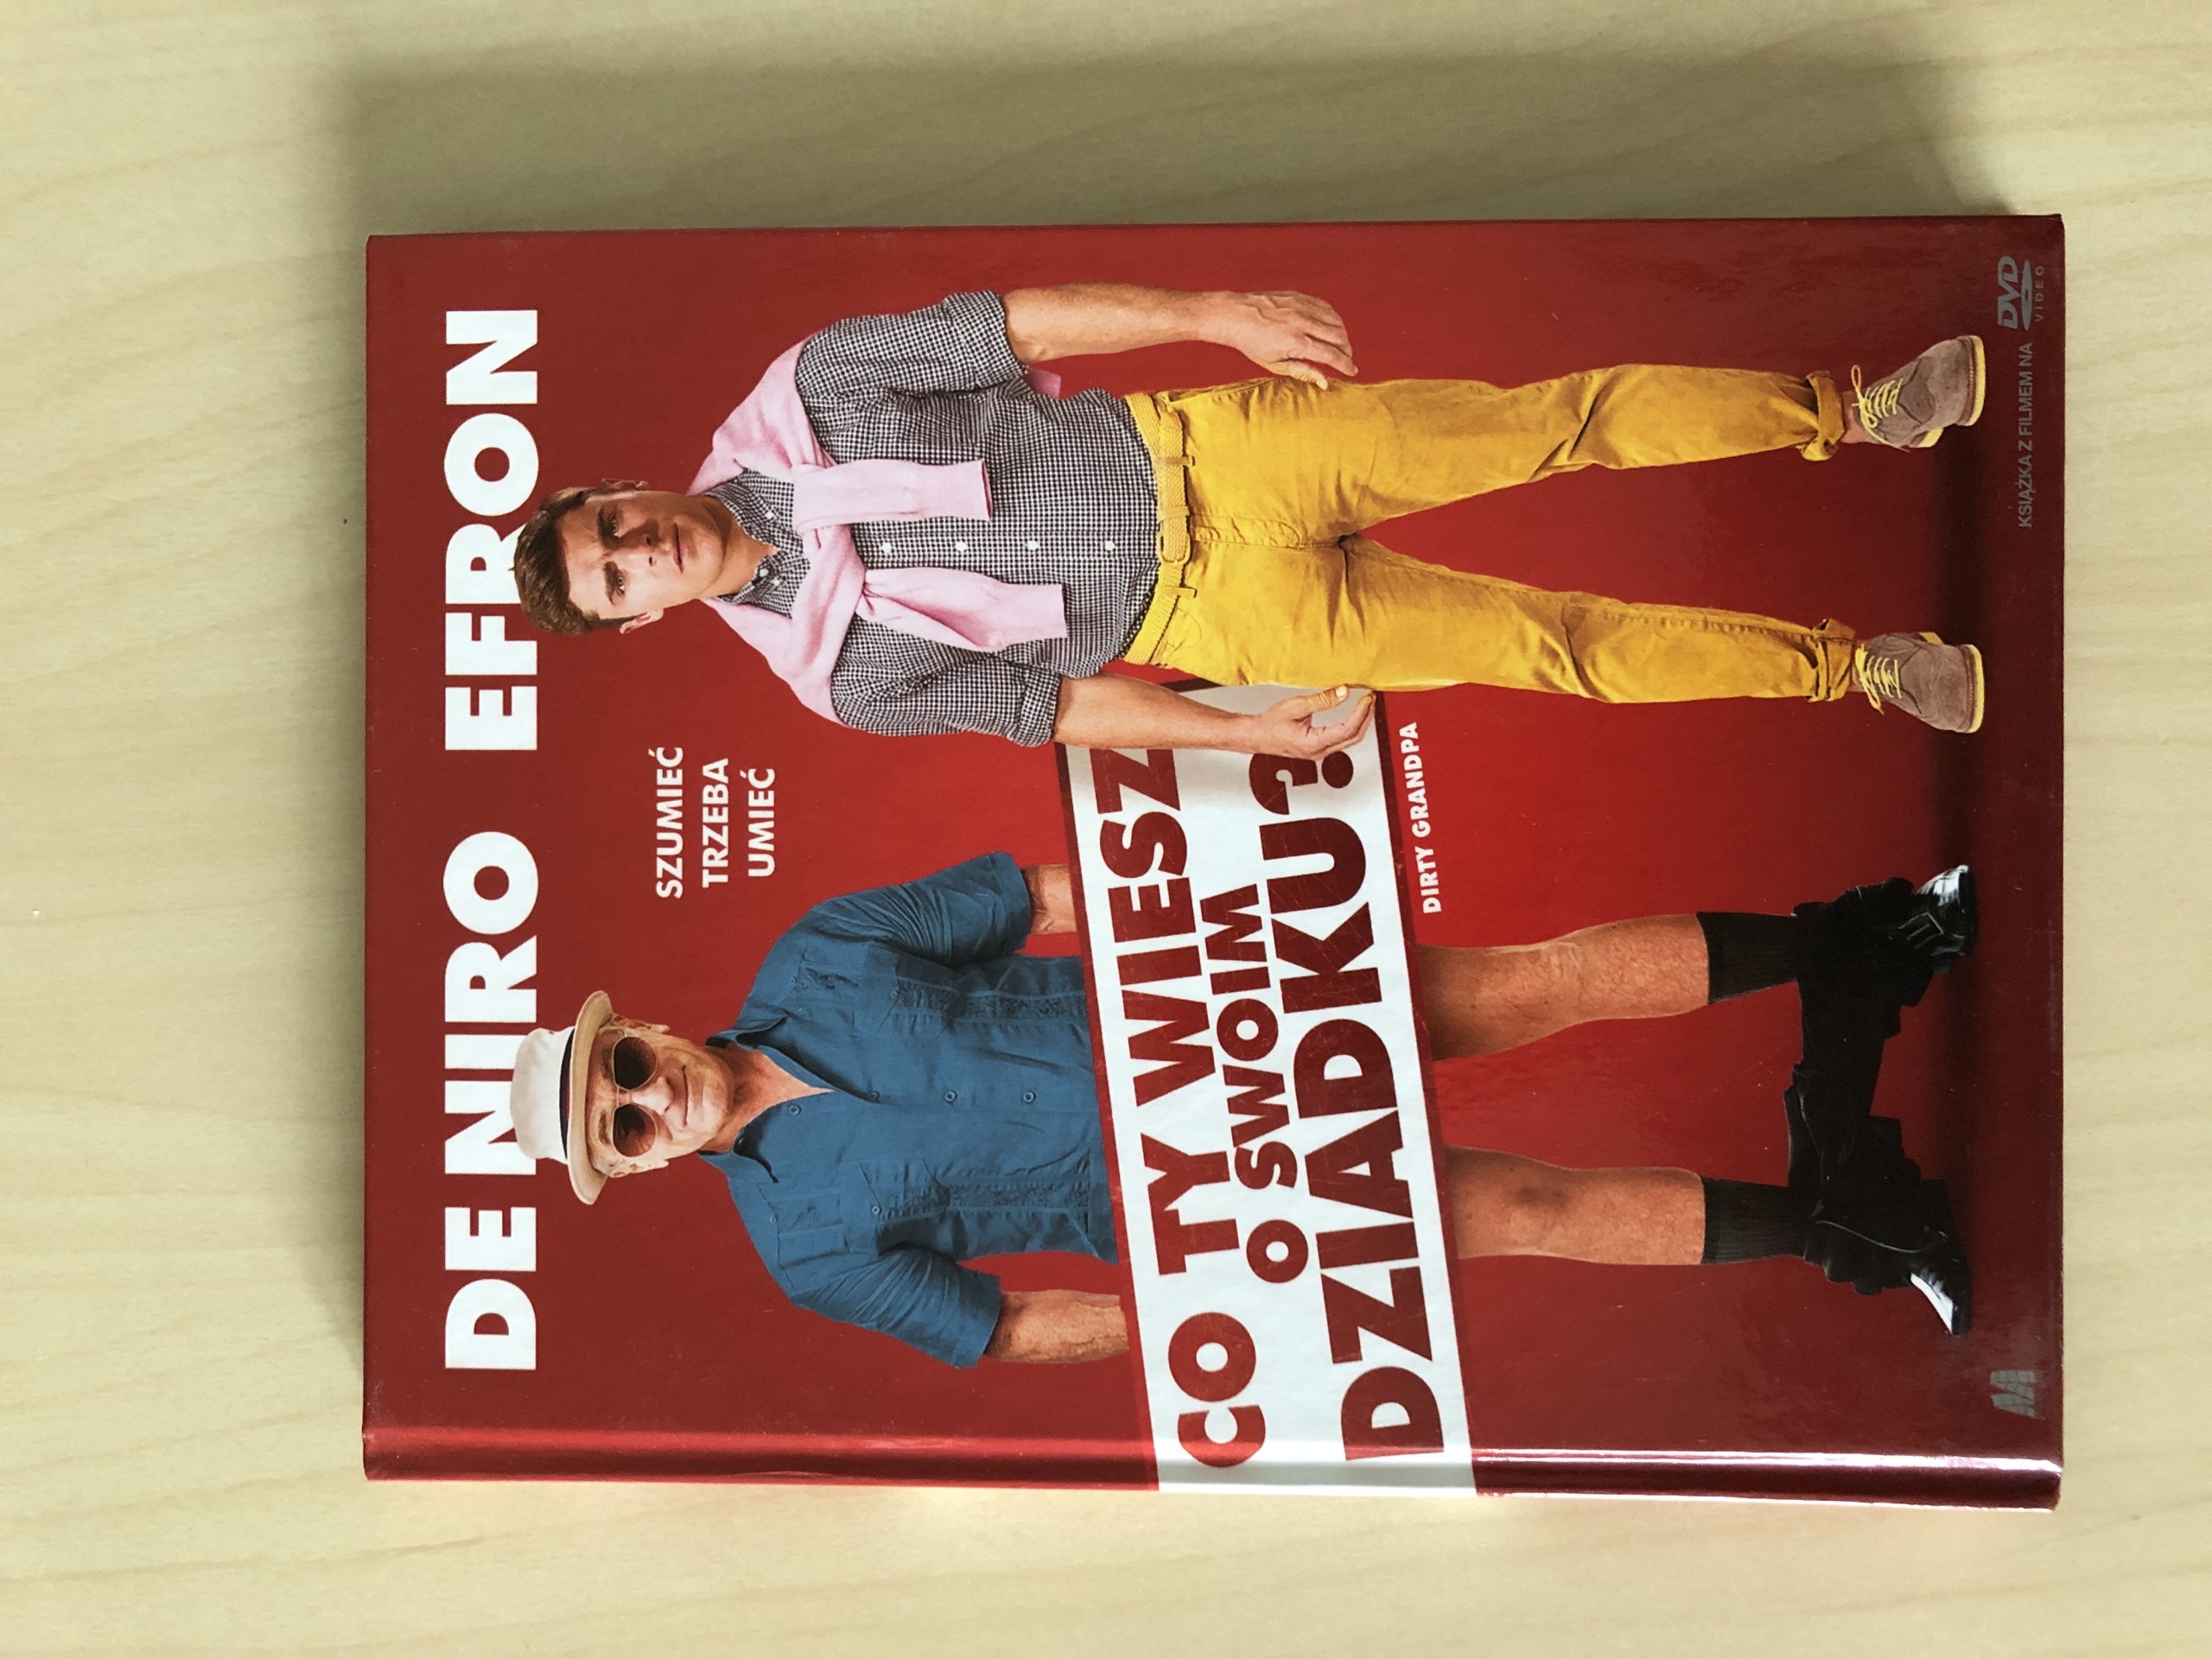 DE NIRO EFRON
SZUMIEĆ
TRZEBA
UMIEĆ
CO TY WIESZ
O SWOIM
DZIADKU?
DIRTY GRANDPA
KSIĄŻKA Z FILMEM NA
DVD
VIDEO